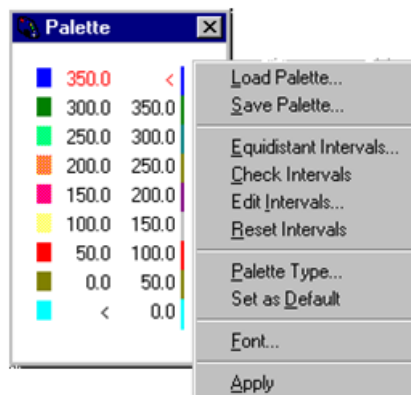 Palette
350.0 <
300.0 350.0
250.0 300.0
200.0 250.0
150.0 200.0
100.0 150.0
50.0 100.0
0.0 50.0
< 0.0
Load Palette...
Save Palette...
Equidistant Intervals...
Check Intervals
Edit Intervals...
Reset Intervals
Palette Type...
Set as Default
Font...
Apply